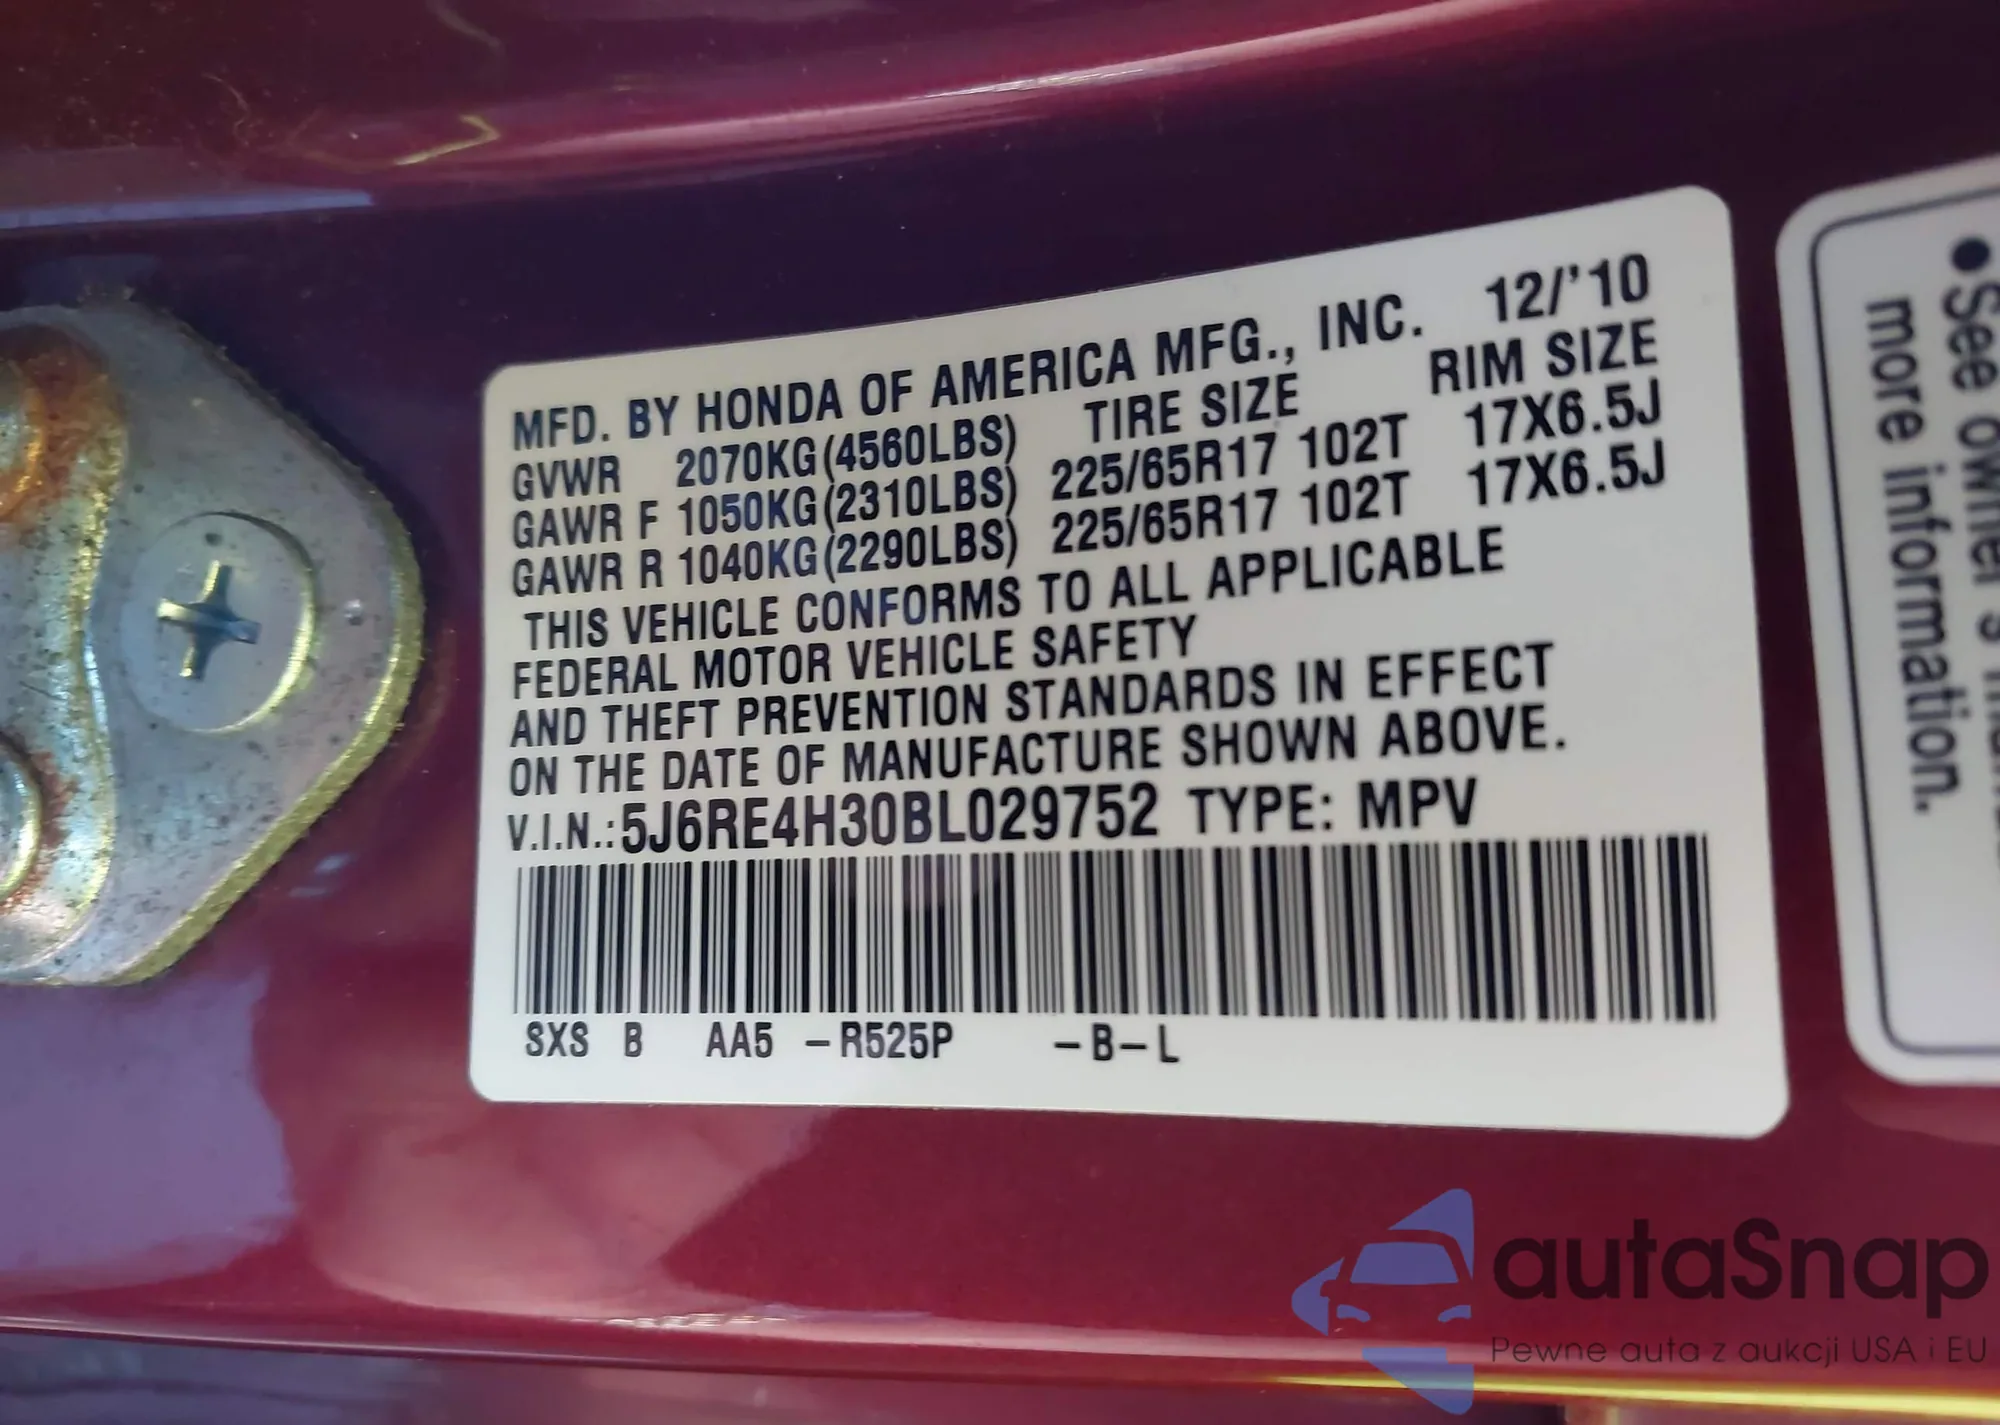 MFD. BY HONDA OF AMERICA MFG., INC. 12/'10
GVWR 2070KG(4560LBS) TIRE SIZE RIM SIZE
GAWR F 1050KG(2310LBS) 225/65R17 102T 17X6.5J
GAWR R 1040KG(2290LBS) 225/65R17 102T 17X6.5J
THIS VEHICLE CONFORMS TO ALL APPLICABLE
FEDERAL MOTOR VEHICLE SAFETY
AND THEFT PREVENTION STANDARDS IN EFFECT
ON THE DATE OF MANUFACTURE SHOWN ABOVE.
V.I.N.:5J6RE4H30BL029752 TYPE: MPV
SXS B AA5 -R525P -B-L
●See owner's
more information.
autaSnap
Pewne auta z aukcji USA i EU